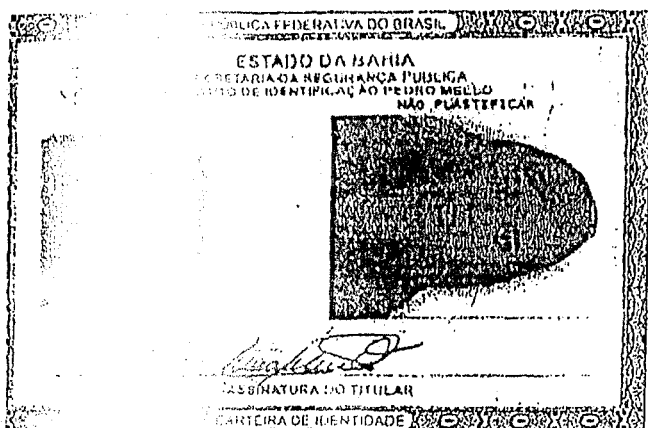 REPÚBLICA FEDERATIVA DO BRASIL
ESTADO DA BAHIA
SECRETARIA DA SEGURANÇA PUBLICA
DE IDENTIFICAÇÃO PEDRO MELLO
NÃO PLASTIFICAR
ASSINATURA DO TITULAR
CARTEIRA DE IDENTIDADE